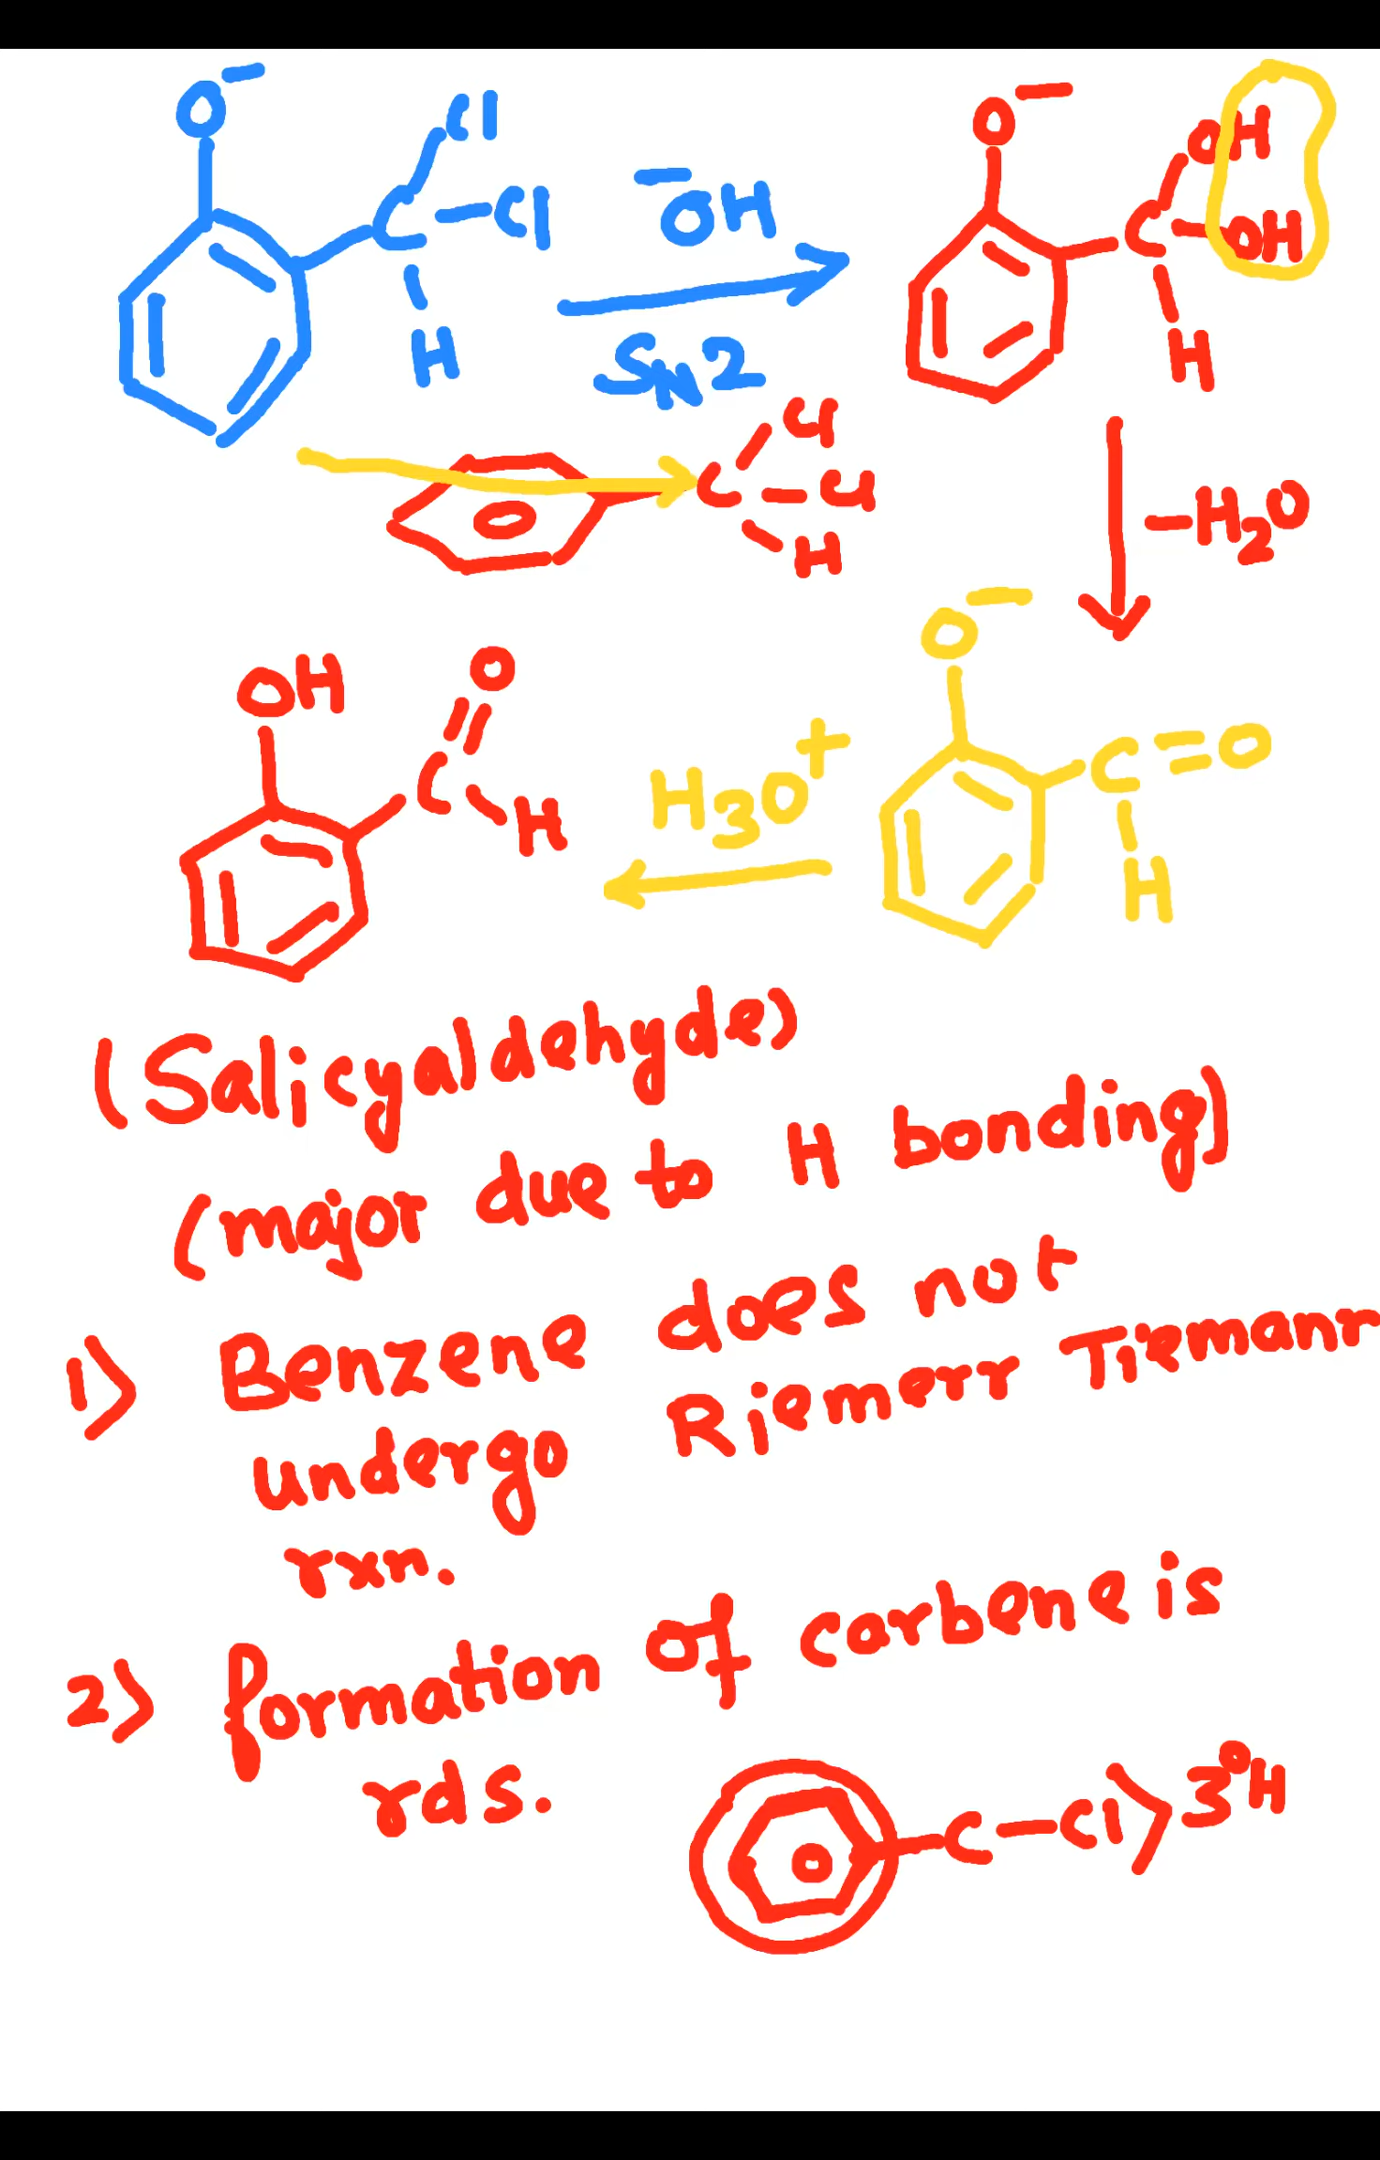 O⁻ Cl
C-Cl
H
⁻OH
SN2
O⁻ OH
C-OH
H
Cl
C-Cl
H
-H2O
OH O
C
H
H3O+
O⁻
C=O
H
(Salicyaldehyde)
(major due to H bonding)
1) Benzene does not
undergo Riemerr Tiemann
rxn.
2) formation of carbene is
rds.
C-Cl) 3°H